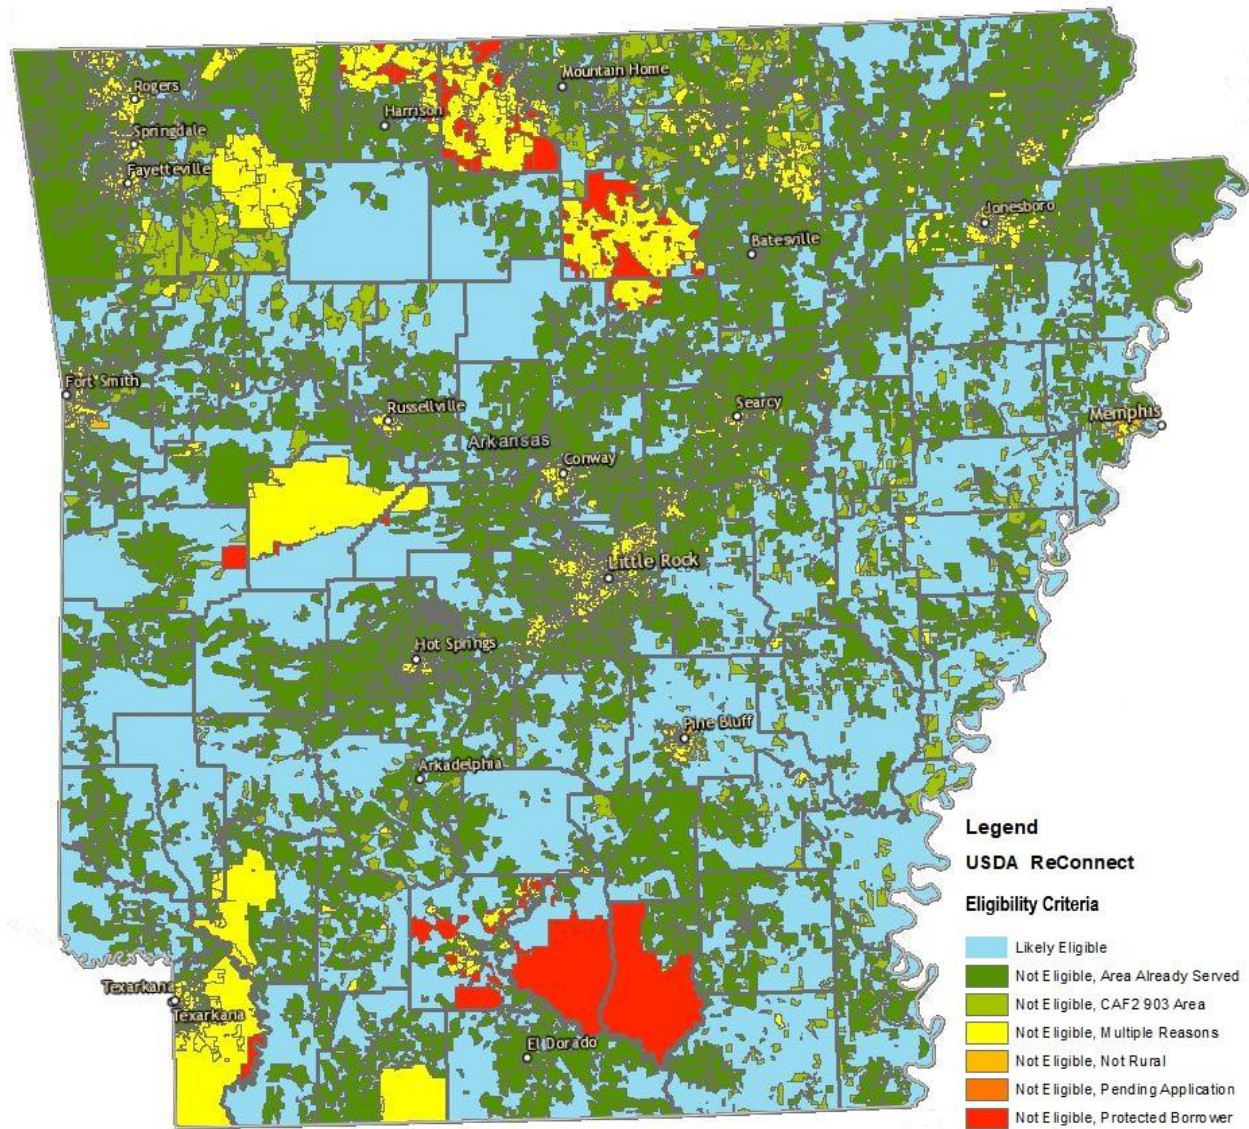 Mountain Home
Rogers
Harrison
Springdale
Fayetteville
Jonesboro
Batesville
Fort Smith
Russellville
Searcy
Memphis
Arkansas
Conway
Little Rock
Hot Springs
Pine Bluff
Arkadelphia
Texarkana
Texarkana
El Dorado
Legend
USDA ReConnect
Eligibility Criteria
Likely Eligible
Not Eligible, Area Already Served
Not Eligible, CAF2 903 Area
Not Eligible, Multiple Reasons
Not Eligible, Not Rural
Not Eligible, Pending Application
Not Eligible, Protected Borrower